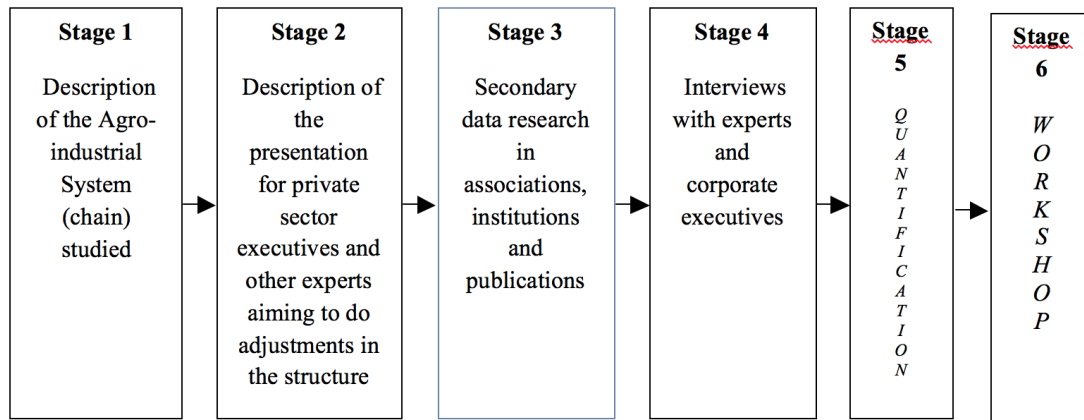 Stage 1
Description
of the Agro-
industrial
System
(chain)
studied
Stage 2
Description of
the
presentation
for private
sector
executives and
other experts
aiming to do
adjustments in
the structure
Stage 3
Secondary
data research
in
associations,
institutions
and
publications
Stage 4
Interviews
with experts
and
corporate
executives
Stage
5
Q
U
A
N
T
I
F
I
C
A
T
I
O
N
Stage
6
W
O
R
K
S
H
O
P